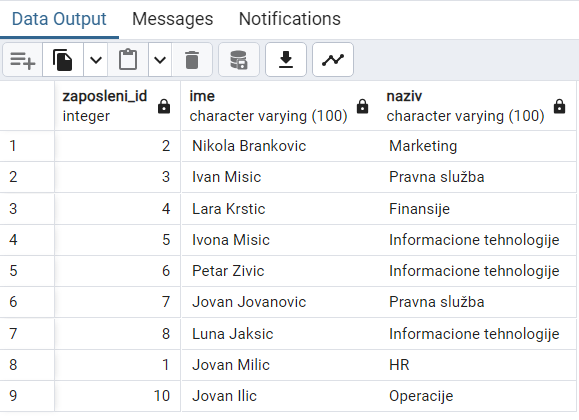 Data Output Messages Notifications
zaposleni_id ime naziv
integer character varying (100) character varying (100)
1 2 Nikola Brankovic Marketing
2 3 Ivan Misic Pravna služba
3 4 Lara Krstic Finansije
4 5 Ivona Misic Informacione tehnologije
5 6 Petar Zivic Informacione tehnologije
6 7 Jovan Jovanovic Pravna služba
7 8 Luna Jaksic Informacione tehnologije
8 1 Jovan Milic HR
9 10 Jovan Ilic Operacije